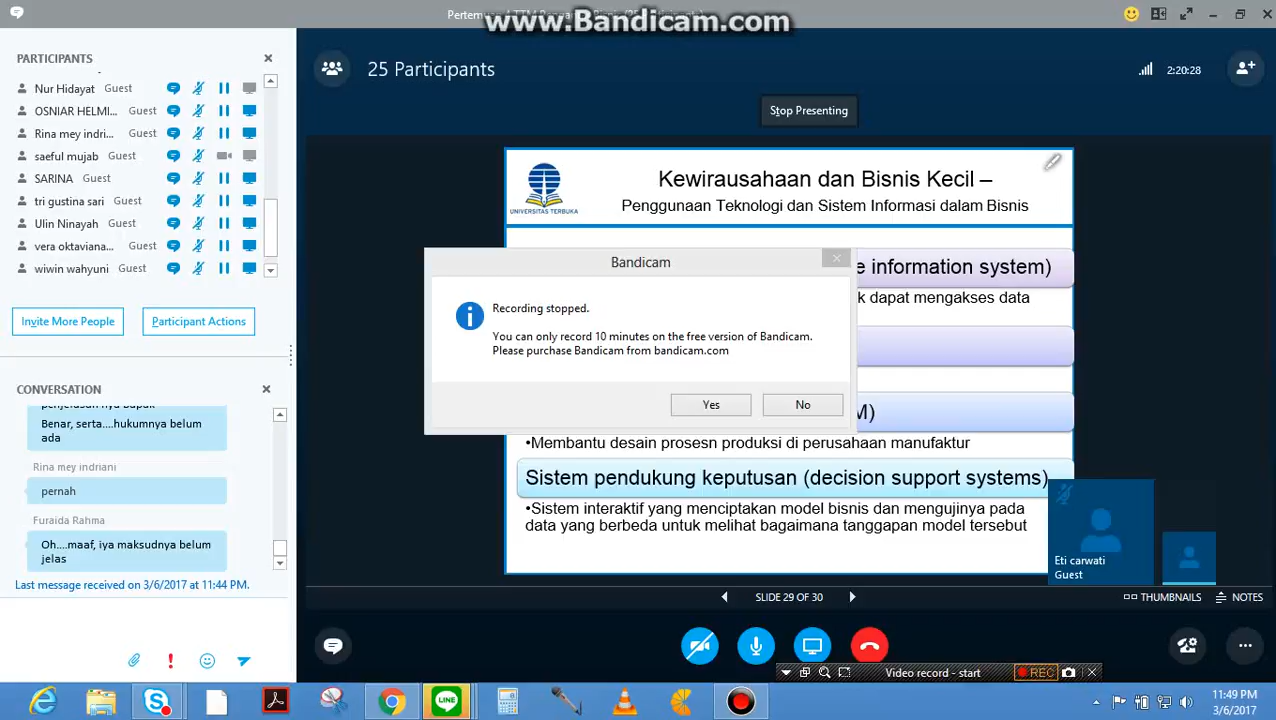 www.Bandicam.com
PARTICIPANTS
Nur Hidayat Guest
OSNIAR HELMI... Guest
Rina mey indri... Guest
saeful mujab Guest
SARINA Guest
tri gustina sari Guest
Ulin Ninayah Guest
vera oktaviana... Guest
wiwin wahyuni Guest
Invite More People
Participant Actions
CONVERSATION
Benar, serta....hukumnya belum
ada
Rina mey indriani
pernah
Furaida Rahma
Oh....maaf, iya maksudnya belum
jelas
Last message received on 3/6/2017 at 11:44 PM.
25 Participants
2:20:28
Stop Presenting
UNIVERSITAS TERBUKA
Kewirausahaan dan Bisnis Kecil –
Penggunaan Teknologi dan Sistem Informasi dalam Bisnis
e information system)
k dapat mengakses data
M)
•Membantu desain prosesn produksi di perusahaan manufaktur
Sistem pendukung keputusan (decision support systems)
•Sistem interaktif yang menciptakan model bisnis dan mengujinya pada
data yang berbeda untuk melihat bagaimana tanggapan model tersebut
Bandicam
Recording stopped.
You can only record 10 minutes on the free version of Bandicam.
Please purchase Bandicam from bandicam.com
Yes
No
Eti carwati
Guest
SLIDE 29 OF 30
THUMBNAILS
NOTES
Video record - start
REC
LINE
11:49 PM
3/6/2017